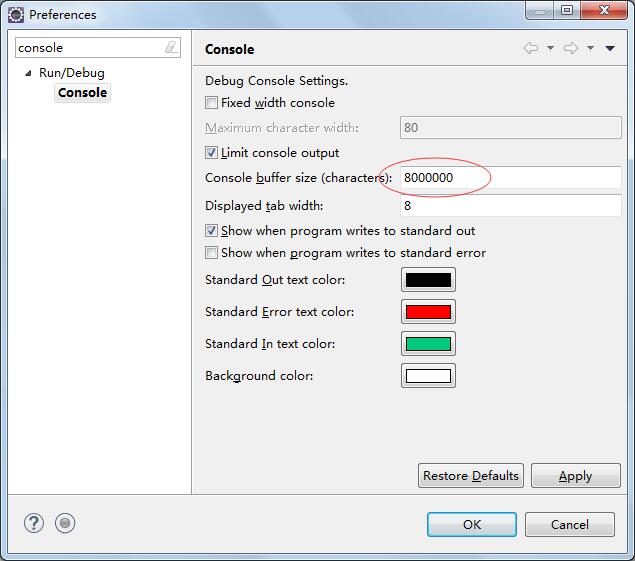 Preferences
console
Run/Debug
Console
Console
Debug Console Settings.
Fixed width console
Maximum character width: 80
Limit console output
Console buffer size (characters): 8000000
Displayed tab width: 8
Show when program writes to standard out
Show when program writes to standard error
Standard Out text color:
Standard Error text color:
Standard In text color:
Background color:
Restore Defaults Apply
? OK Cancel